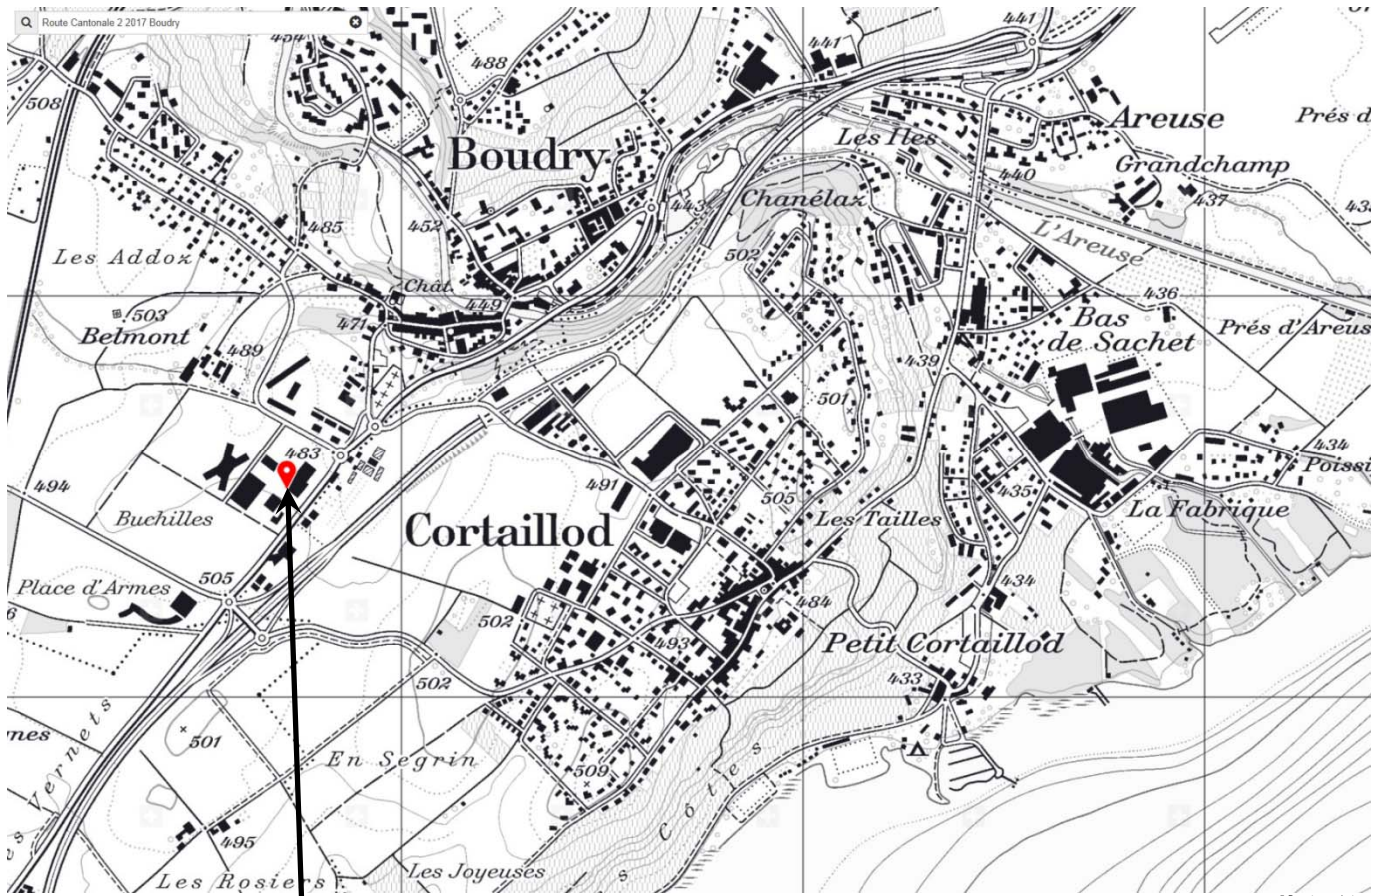 Route Cantonale 2 2017 Boudry
454
488
441
441
508
Boudry
Areuse
Prés d
Les Iles
Grandchamp
440
437
Chanélaz
443
485
452
502
L'Areuse
Les Addoz
Chât.
449
436
503
Belmont
471
Bas
de Sachet
Prés d'Areus
489
439
501
483
434
494
491
505
435
Poissi
Buchilles
Cortaillod
Les Tailles
La Fabrique
Place d'Armes
505
502
484
434
493
Petit Cortaillod
502
433
501
En Segrin
509
Vernets
Côtes
495
Les Joyeuses
Les Rosiers